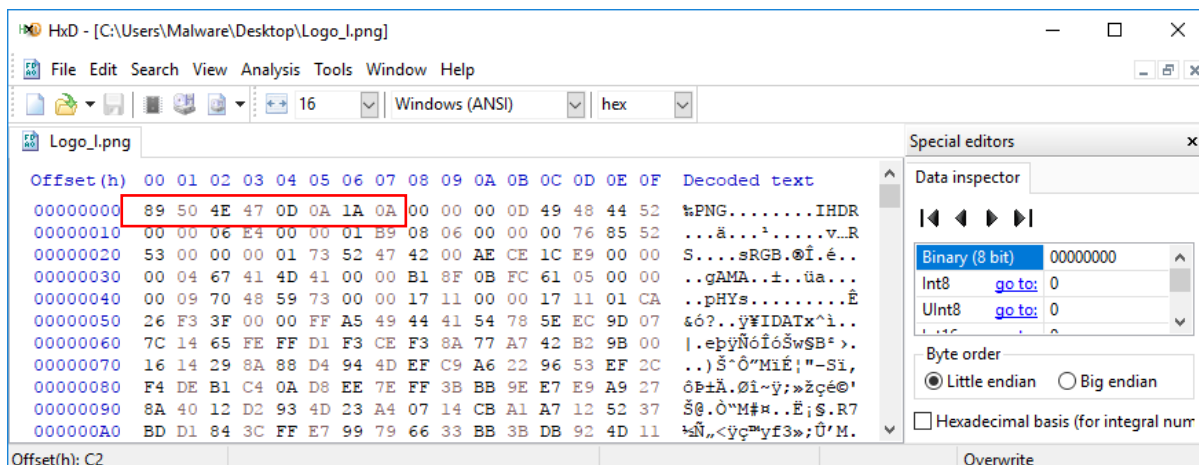 HxD - [C:\Users\Malware\Desktop\Logo_l.png]
File Edit Search View Analysis Tools Window Help
16 Windows (ANSI) hex
Logo_l.png
Special editors
Offset(h) 00 01 02 03 04 05 06 07 08 09 0A 0B 0C 0D 0E 0F Decoded text
Data inspector
00000000 89 50 4E 47 0D 0A 1A 0A 00 00 00 0D 49 48 44 52 ‰PNG........IHDR
00000010 00 00 06 E4 00 00 01 B9 08 06 00 00 00 76 85 52 ...ä...¹.....v…R
00000020 53 00 00 00 01 73 52 47 42 00 AE CE 1C E9 00 00 S....sRGB.®Î.é..
Binary (8 bit) 00000000
00000030 00 04 67 41 4D 41 00 00 B1 8F 0B FC 61 05 00 00 ..gAMA..±..üa...
Int8 go to: 0
00000040 00 09 70 48 59 73 00 00 17 11 00 00 17 11 01 CA ..pHYs.........Ê
UInt8 go to: 0
00000050 26 F3 3F 00 00 FF A5 49 44 41 54 78 5E EC 9D 07 &ó?..ÿ¥IDATx^ì..
00000060 7C 14 65 FE FF D1 F3 CE F3 8A 77 A7 42 B2 9B 00 |.eþÿÑóÎóŠw§B²›.
Byte order
00000070 16 14 29 8A 88 D4 94 4D EF C9 A6 22 96 53 EF 2C ..)ŠˆÔ”MïÉ¦"–Sï,
Little endian Big endian
00000080 F4 DE B1 C4 0A D8 EE 7E FF 3B BB 9E E7 E9 A9 27 ôÞ±Ä.Øî~ÿ;»žçé©'
00000090 8A 40 12 D2 93 4D 23 A4 07 14 CB A1 A7 12 52 37 Š@.Ò“M#¤..Ë¡§.R7
Hexadecimal basis (for integral num
000000A0 BD D1 84 3C FF E7 99 79 66 33 BB 3B DB 92 4D 11 ½Ñ„<ÿç™yf3»;Û’M.
Offset(h): C2 Overwrite